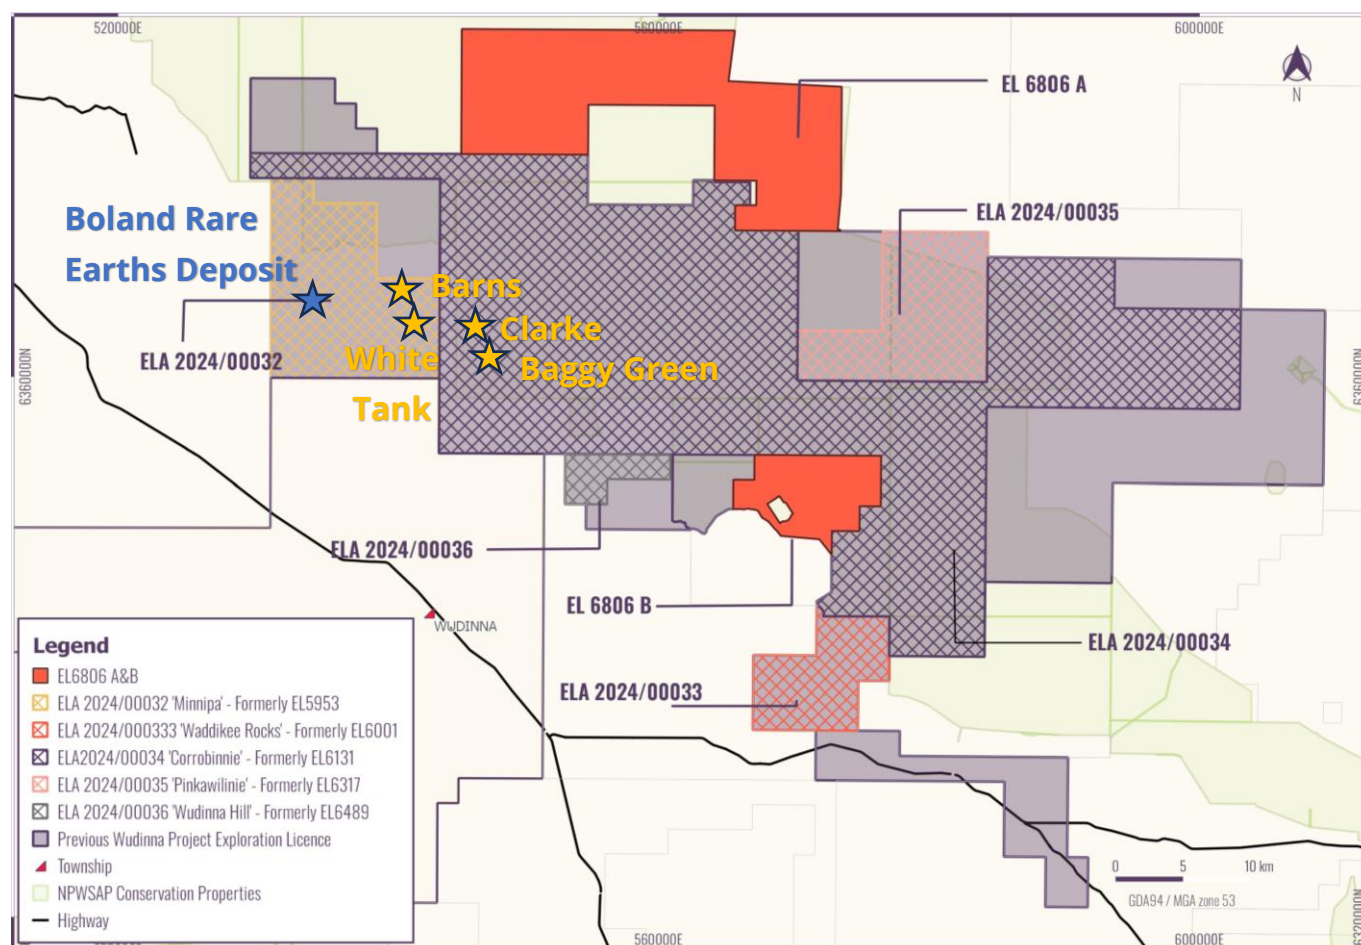 520000E
560000E
600000E
N
EL 6806 A
ELA 2024/00035
Boland Rare
Earths Deposit
Barns
Clarke
White
Tank
Baggy Green
ELA 2024/00032
6360000N
6360000N
ELA 2024/00036
EL 6806 B
WUDINNA
ELA 2024/00034
ELA 2024/00033
Legend
EL6806 A&B
ELA 2024/00032 'Minnipa' - Formerly EL5953
ELA 2024/000333 'Waddikee Rocks' - Formerly EL6001
ELA2024/00034 'Corrobinnie' - Formerly EL6131
ELA 2024/00035 'Pinkawilinie' - Formerly EL6317
ELA 2024/00036 'Wudinna Hill' - Formerly EL6489
Previous Wudinna Project Exploration Licence
Township
NPWSAP Conservation Properties
Highway
0 5 10 km
GDA94 / MGA zone 53
560000E
600000E
6320000N